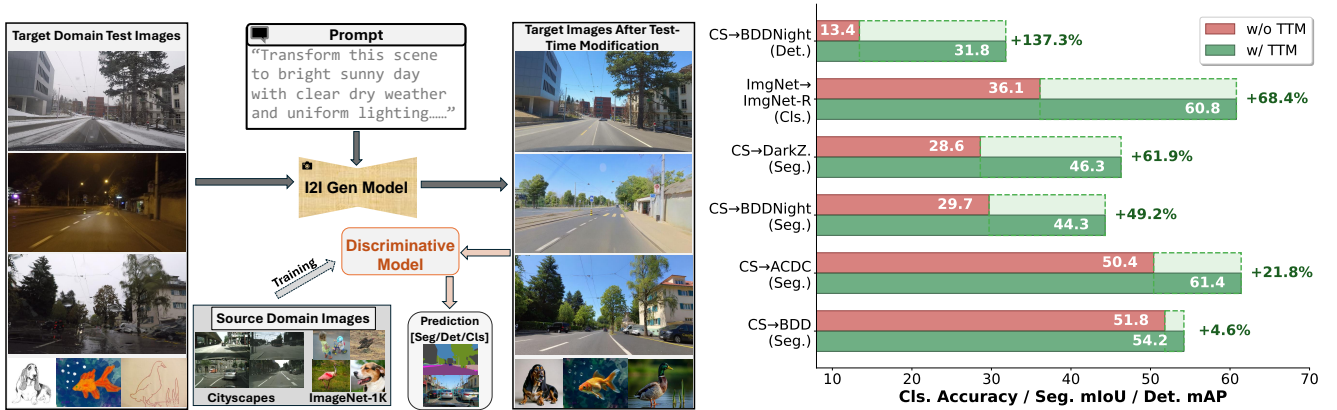 Target Domain Test Images
Prompt
“Transform this scene
to bright sunny day
with clear dry weather
and uniform lighting……”
I2I Gen Model
Discriminative
Model
Training
Source Domain Images
Cityscapes
ImageNet-1K
Prediction
[Seg/Det/Cls]
Target Images After Test-
Time Modification
w/o TTM
w/ TTM
CS→BDDNight
(Det.)
13.4
31.8
+137.3%
ImgNet→
ImgNet-R
(Cls.)
36.1
60.8
+68.4%
CS→DarkZ.
(Seg.)
28.6
46.3
+61.9%
CS→BDDNight
(Seg.)
29.7
44.3
+49.2%
CS→ACDC
(Seg.)
50.4
61.4
+21.8%
CS→BDD
(Seg.)
51.8
54.2
+4.6%
10 20 30 40 50 60 70
Cls. Accuracy / Seg. mIoU / Det. mAP